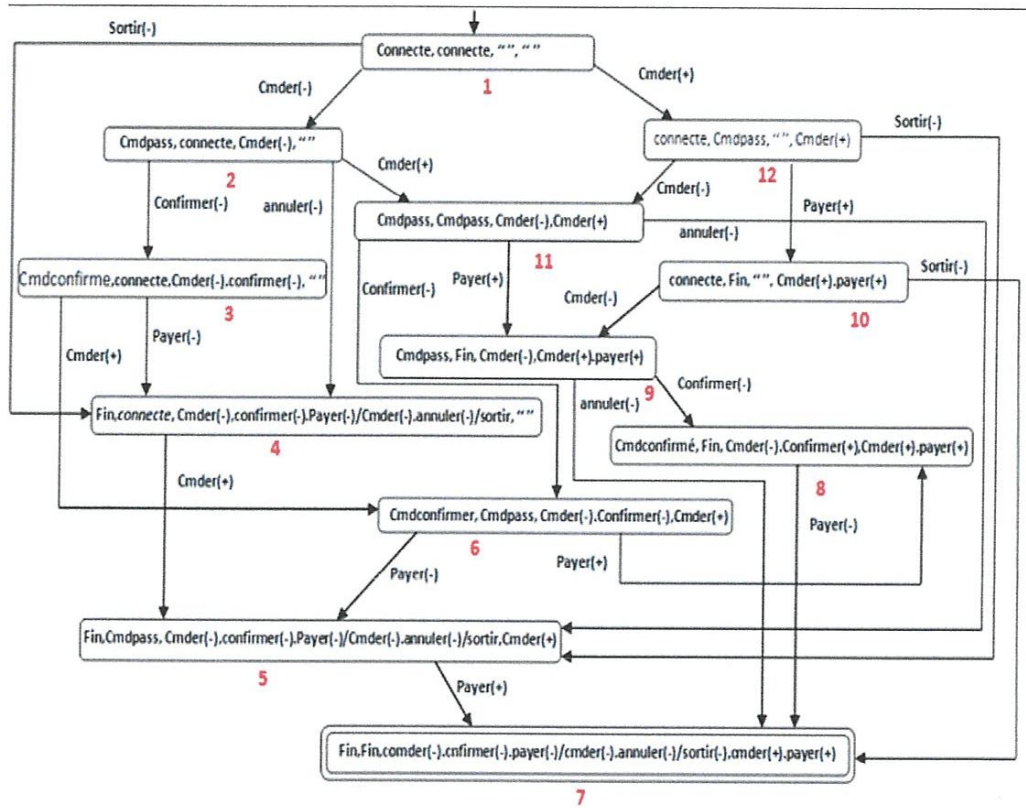 Sortir(-)
Connecte, connecte, “”, “”
1
Cmder(-)
Cmder(+)
Sortir(-)
Cmdpass, connecte, Cmder(-), “”
2
connecte, Cmdpass, “”, Cmder(+)
12
Cmder(+)
Cmder(-)
Confirmer(-)
annuler(-)
Payer(+)
Cmdpass, Cmdpass, Cmder(-),Cmder(+)
11
annuler(-)
Sortir(-)
Cmdconfirme,connecte,Cmder(-).confirmer(-), “”
3
Confirmer(-)
Payer(+)
Cmder(-)
connecte, Fin, “”, Cmder(+).payer(+)
10
Cmder(+)
Payer(-)
Cmdpass, Fin, Cmder(-),Cmder(+).payer(+)
9
Confirmer(-)
annuler(-)
Fin,connecte, Cmder(-),confirmer(-).Payer(-)/Cmder(-).annuler(-)/sortir, “”
4
Cmdconfirmé, Fin, Cmder(-).Confirmer(+),Cmder(+).payer(+)
8
Cmder(+)
Cmdconfirmer, Cmdpass, Cmder(-).Confirmer(-),Cmder(+)
6
Payer(-)
Payer(+)
Payer(-)
Fin,Cmdpass, Cmder(-),confirmer(-).Payer(-)/Cmder(-).annuler(-)/sortir,Cmder(+)
5
Payer(+)
Fin,Fin,comder(-).cnfirmer(-).payer(-)/cmder(-).annuler(-)/sortir(-),cmder(+).payer(+)
7